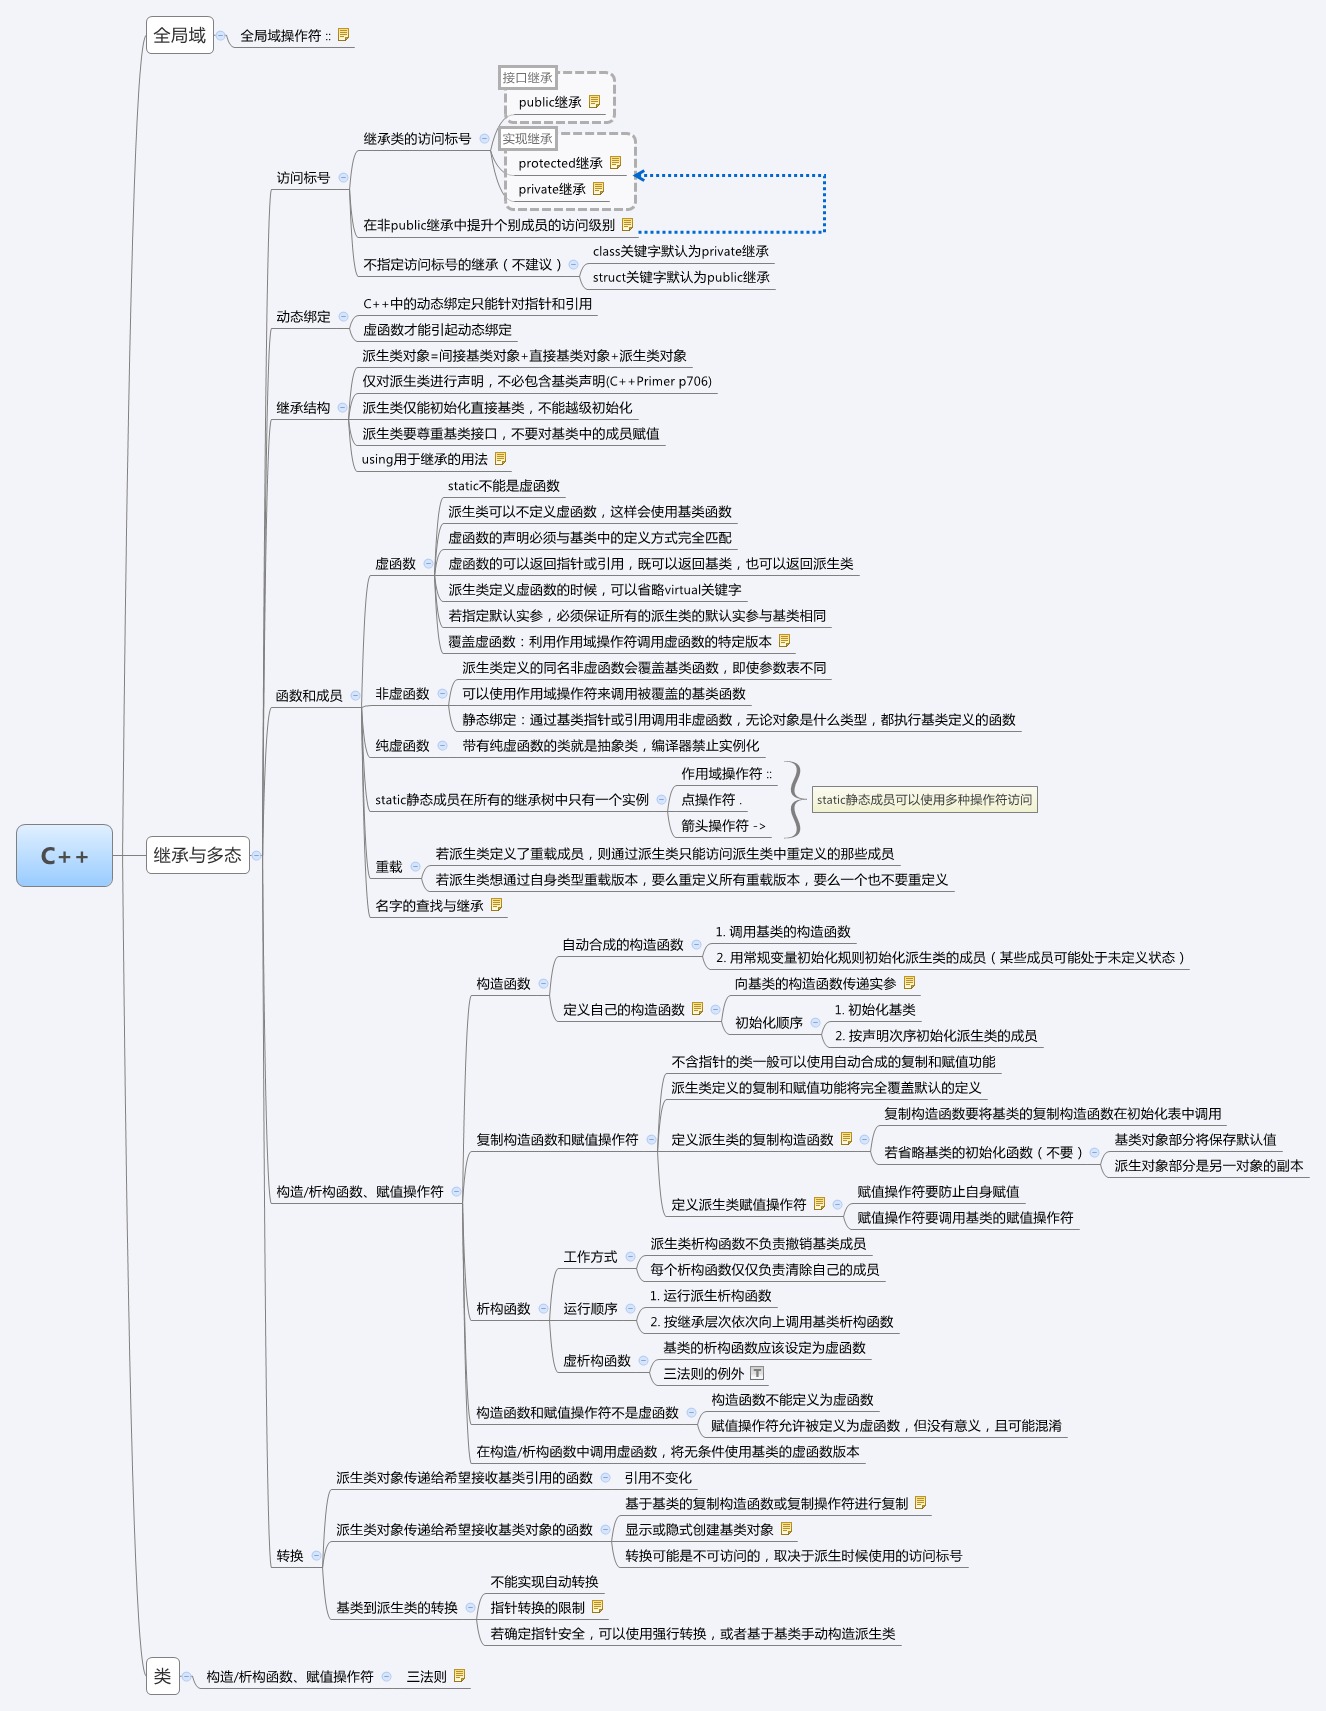 全局域
全局域操作符 ::
接口继承
public继承
继承类的访问标号
实现继承
protected继承
访问标号
private继承
在非public继承中提升个别成员的访问级别
class关键字默认为private继承
不指定访问标号的继承（不建议）
struct关键字默认为public继承
C++中的动态绑定只能针对指针和引用
动态绑定
虚函数才能引起动态绑定
派生类对象=间接基类对象+直接基类对象+派生类对象
仅对派生类进行声明，不必包含基类声明(C++Primer p706)
继承结构
派生类仅能初始化直接基类，不能越级初始化
派生类要尊重基类接口，不要对基类中的成员赋值
using用于继承的用法
static不能是虚函数
派生类可以不定义虚函数，这样会使用基类函数
虚函数的声明必须与基类中的定义方式完全匹配
虚函数
虚函数的可以返回指针或引用，既可以返回基类，也可以返回派生类
派生类定义虚函数的时候，可以省略virtual关键字
若指定默认实参，必须保证所有的派生类的默认实参与基类相同
覆盖虚函数：利用作用域操作符调用虚函数的特定版本
派生类定义的同名非虚函数会覆盖基类函数，即使参数表不同
函数和成员
非虚函数
可以使用作用域操作符来调用被覆盖的基类函数
静态绑定：通过基类指针或引用调用非虚函数，无论对象是什么类型，都执行基类定义的函数
纯虚函数
带有纯虚函数的类就是抽象类，编译器禁止实例化
作用域操作符 ::
static静态成员在所有的继承树中只有一个实例
点操作符 .
static静态成员可以使用多种操作符访问
箭头操作符 ->
C++
继承与多态
若派生类定义了重载成员，则通过派生类只能访问派生类中重定义的那些成员
重载
若派生类想通过自身类型重载版本，要么重定义所有重载版本，要么一个也不要重定义
名字的查找与继承
1. 调用基类的构造函数
自动合成的构造函数
2. 用常规变量初始化规则初始化派生类的成员（某些成员可能处于未定义状态）
构造函数
向基类的构造函数传递实参
定义自己的构造函数
1. 初始化基类
初始化顺序
2. 按声明次序初始化派生类的成员
不含指针的类一般可以使用自动合成的复制和赋值功能
派生类定义的复制和赋值功能将完全覆盖默认的定义
复制构造函数要将基类的复制构造函数在初始化表中调用
复制构造函数和赋值操作符
定义派生类的复制构造函数
基类对象部分将保存默认值
若省略基类的初始化函数（不要）
派生对象部分是另一对象的副本
构造/析构函数、赋值操作符
赋值操作符要防止自身赋值
定义派生类赋值操作符
赋值操作符要调用基类的赋值操作符
派生类析构函数不负责撤销基类成员
工作方式
每个析构函数仅仅负责清除自己的成员
1. 运行派生析构函数
析构函数
运行顺序
2. 按继承层次依次向上调用基类析构函数
基类的析构函数应该设定为虚函数
虚析构函数
三法则的例外
构造函数不能定义为虚函数
构造函数和赋值操作符不是虚函数
赋值操作符允许被定义为虚函数，但没有意义，且可能混淆
在构造/析构函数中调用虚函数，将无条件使用基类的虚函数版本
派生类对象传递给希望接收基类引用的函数
引用不变化
基于基类的复制构造函数或复制操作符进行复制
派生类对象传递给希望接收基类对象的函数
显示或隐式创建基类对象
转换
转换可能是不可访问的，取决于派生时候使用的访问标号
不能实现自动转换
基类到派生类的转换
指针转换的限制
若确定指针安全，可以使用强行转换，或者基于基类手动构造派生类
类
构造/析构函数、赋值操作符
三法则